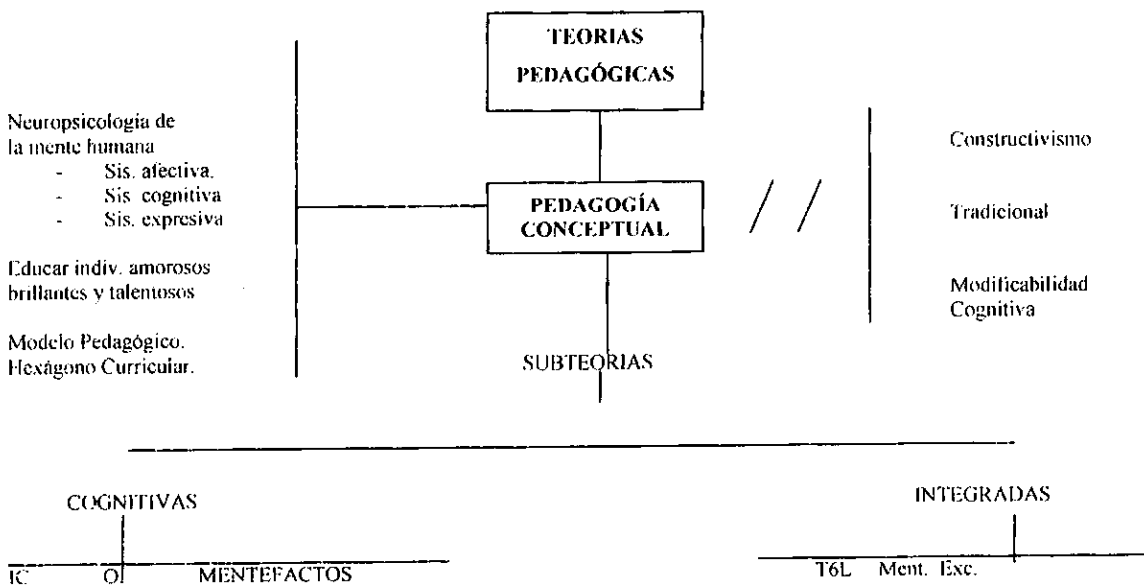 TEORIAS
PEDAGÓGICAS
Neuropsicología de
la mente humana
- Sis. afectiva.
- Sis cognitiva
- Sis. expresiva
Educar indiv. amorosos
brillantes y talentosos
Modelo Pedagógico.
Hexágono Curricular.
PEDAGOGÍA
CONCEPTUAL
/ /
Constructivismo
Tradicional
Modificabilidad
Cognitiva
SUBTEORIAS
COGNITIVAS
INTEGRADAS
IC O MENTEFACTOS
T6L Ment. Exc.